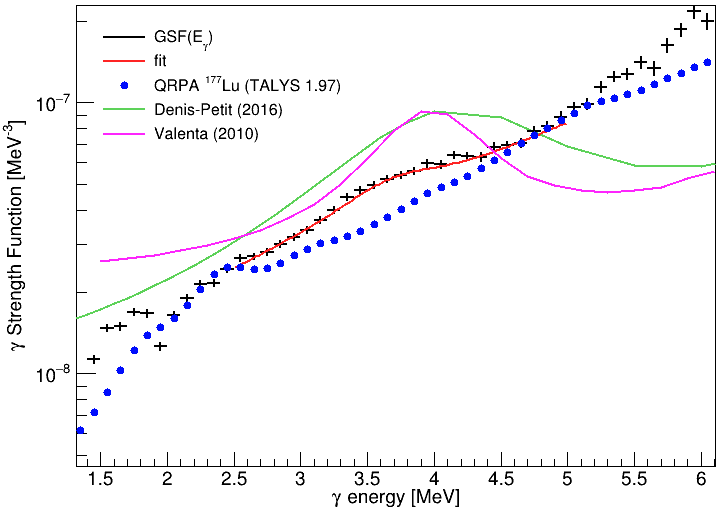 GSF(Eγ)
fit
QRPA ¹⁷⁷Lu (TALYS 1.97)
Denis-Petit (2016)
Valenta (2010)
γ Strength Function [MeV⁻³]
10⁻⁷
10⁻⁸
1.5 2 2.5 3 3.5 4 4.5 5 5.5 6
γ energy [MeV]